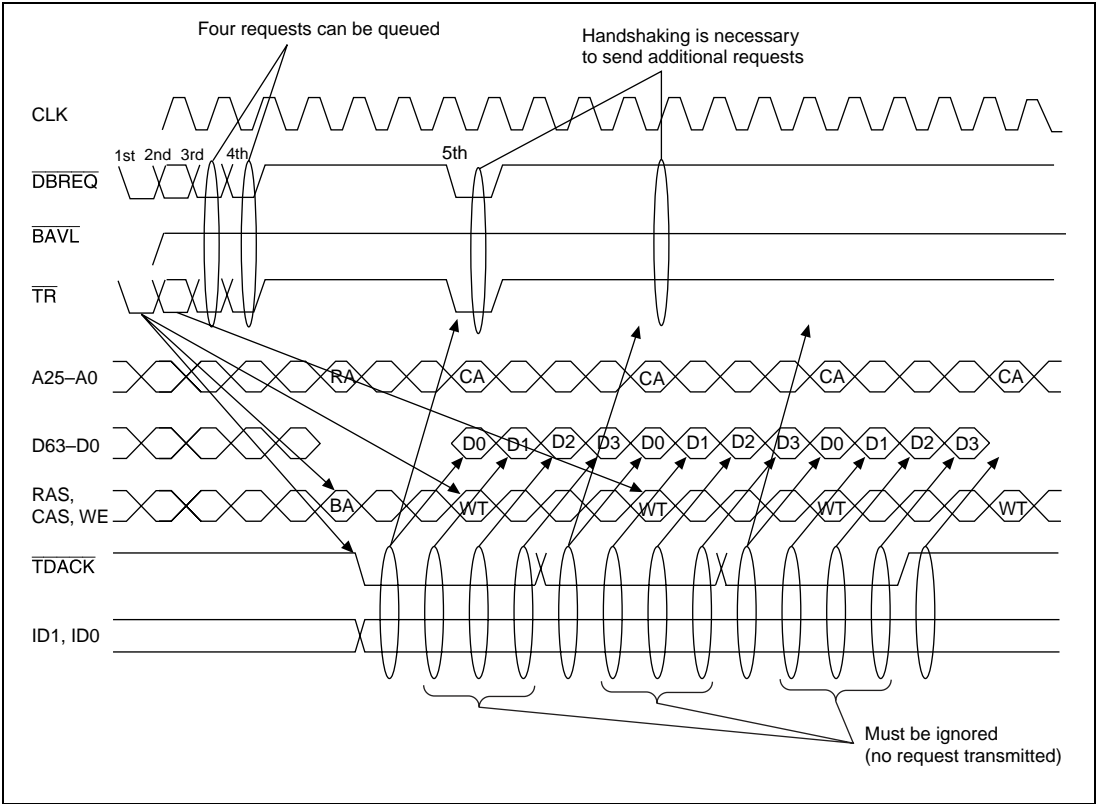 Four requests can be queued
Handshaking is necessary
to send additional requests
CLK
1st 2nd 3rd 4th 5th
DBREQ
BAVL
TR
A25–A0 RA CA CA CA CA
D63–D0 D0 D1 D2 D3 D0 D1 D2 D3 D0 D1 D2 D3
RAS,
CAS, WE BA WT WT WT WT
TDACK
ID1, ID0
Must be ignored
(no request transmitted)